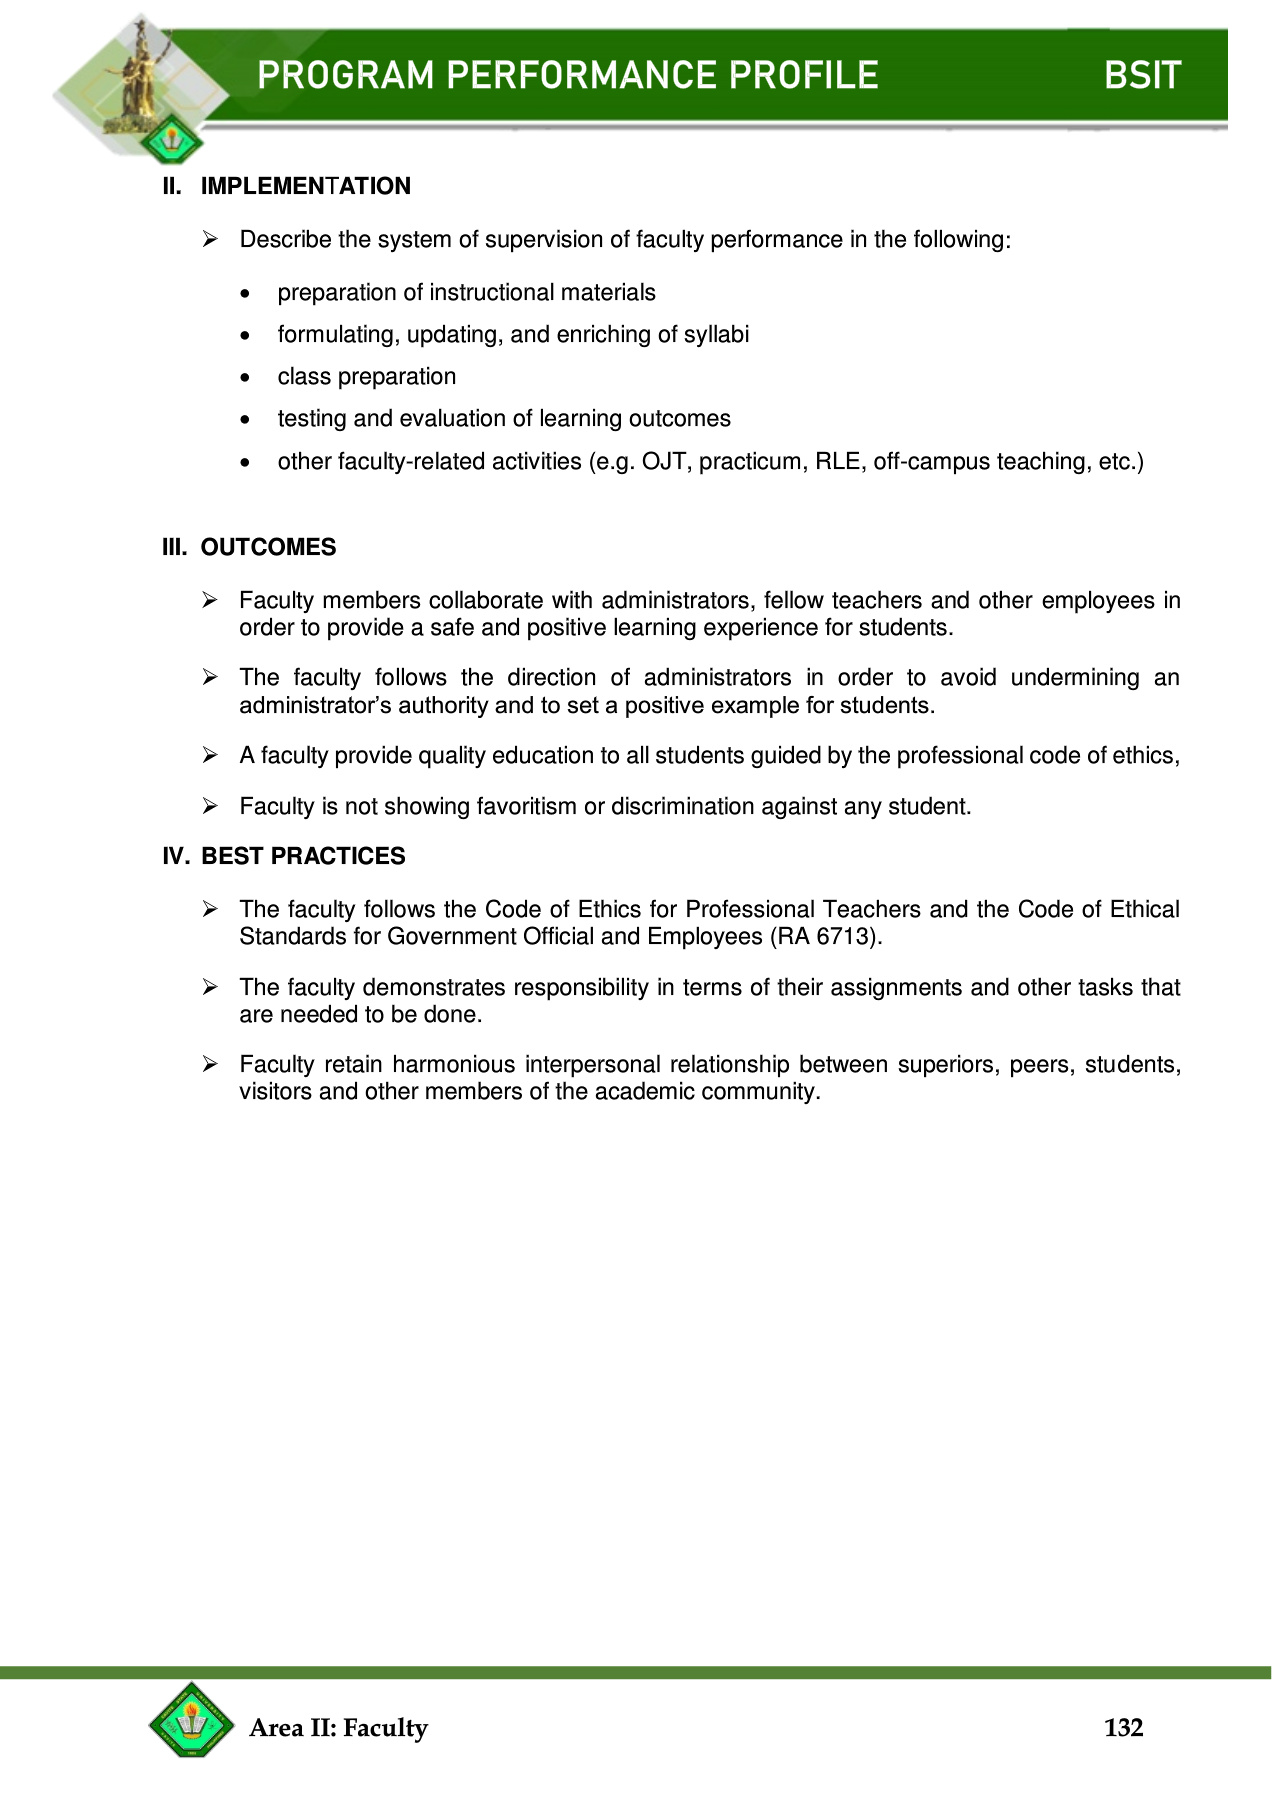 PROGRAM PERFORMANCE PROFILE BSIT
II. IMPLEMENTATION
➢ Describe the system of supervision of faculty performance in the following:
• preparation of instructional materials
• formulating, updating, and enriching of syllabi
• class preparation
• testing and evaluation of learning outcomes
• other faculty-related activities (e.g. OJT, practicum, RLE, off-campus teaching, etc.)
III. OUTCOMES
➢ Faculty members collaborate with administrators, fellow teachers and other employees in
order to provide a safe and positive learning experience for students.
➢ The faculty follows the direction of administrators in order to avoid undermining an
administrator’s authority and to set a positive example for students.
➢ A faculty provide quality education to all students guided by the professional code of ethics,
➢ Faculty is not showing favoritism or discrimination against any student.
IV. BEST PRACTICES
➢ The faculty follows the Code of Ethics for Professional Teachers and the Code of Ethical
Standards for Government Official and Employees (RA 6713).
➢ The faculty demonstrates responsibility in terms of their assignments and other tasks that
are needed to be done.
➢ Faculty retain harmonious interpersonal relationship between superiors, peers, students,
visitors and other members of the academic community.
Area II: Faculty 132